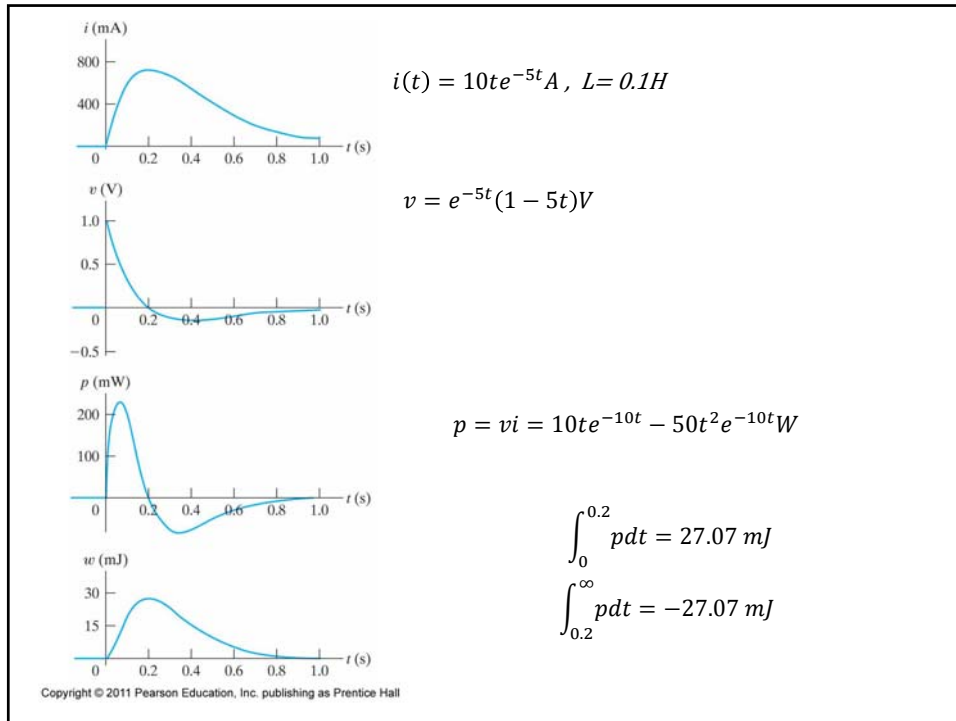 i (mA)
800
400
0 0.2 0.4 0.6 0.8 1.0 t (s)
i(t) = 10te^{-5t}A , L= 0.1H
v (V)
1.0
0.5
0 0.2 0.4 0.6 0.8 1.0 t (s)
−0.5
v = e^{-5t}(1 − 5t)V
p (mW)
200
100
0 0.2 0.4 0.6 0.8 1.0 t (s)
p = vi = 10te^{-10t} − 50t^2e^{-10t}W
w (mJ)
30
15
0 0.2 0.4 0.6 0.8 1.0 t (s)
∫_0^{0.2} pdt = 27.07 mJ
∫_{0.2}^∞ pdt = −27.07 mJ
Copyright © 2011 Pearson Education, Inc. publishing as Prentice Hall